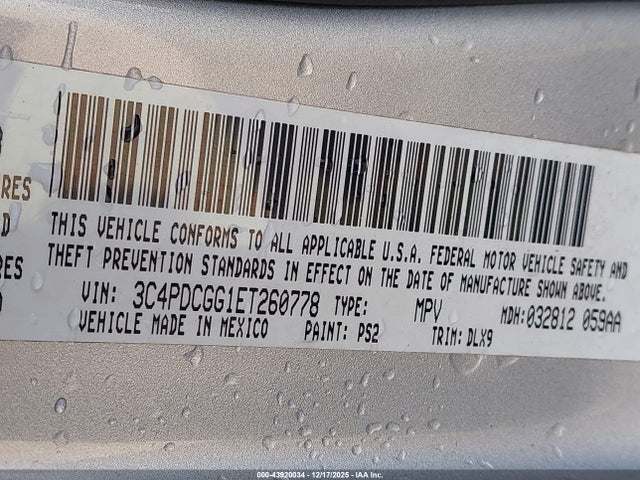 RES
D
RES
THIS VEHICLE CONFORMS TO ALL APPLICABLE U.S.A. FEDERAL MOTOR VEHICLE SAFETY AND
THEFT PREVENTION STANDARDS IN EFFECT ON THE DATE OF MANUFACTURE SHOWN ABOVE.
VIN: 3C4PDCGG1ET260778 TYPE: MPV MDH:032812 059AA
VEHICLE MADE IN MEXICO PAINT: PS2 TRIM: DLX9
000-43920034 | 12/17/2025 | IAA Inc.